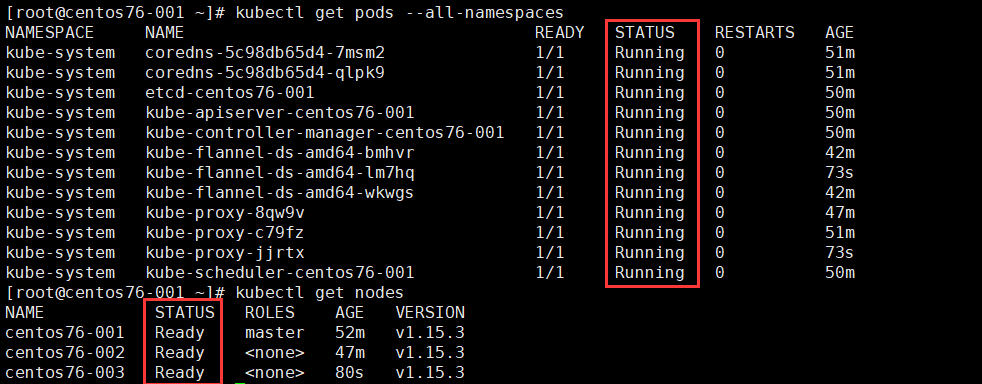 [root@centos76-001 ~]# kubectl get pods --all-namespaces
NAMESPACE NAME READY STATUS RESTARTS AGE
kube-system coredns-5c98db65d4-7msm2 1/1 Running 0 51m
kube-system coredns-5c98db65d4-qlpk9 1/1 Running 0 51m
kube-system etcd-centos76-001 1/1 Running 0 50m
kube-system kube-apiserver-centos76-001 1/1 Running 0 50m
kube-system kube-controller-manager-centos76-001 1/1 Running 0 50m
kube-system kube-flannel-ds-amd64-bmhvr 1/1 Running 0 42m
kube-system kube-flannel-ds-amd64-lm7hq 1/1 Running 0 73s
kube-system kube-flannel-ds-amd64-wkwgs 1/1 Running 0 42m
kube-system kube-proxy-8qw9v 1/1 Running 0 47m
kube-system kube-proxy-c79fz 1/1 Running 0 51m
kube-system kube-proxy-jjrtx 1/1 Running 0 73s
kube-system kube-scheduler-centos76-001 1/1 Running 0 50m
[root@centos76-001 ~]# kubectl get nodes
NAME STATUS ROLES AGE VERSION
centos76-001 Ready master 52m v1.15.3
centos76-002 Ready <none> 47m v1.15.3
centos76-003 Ready <none> 80s v1.15.3